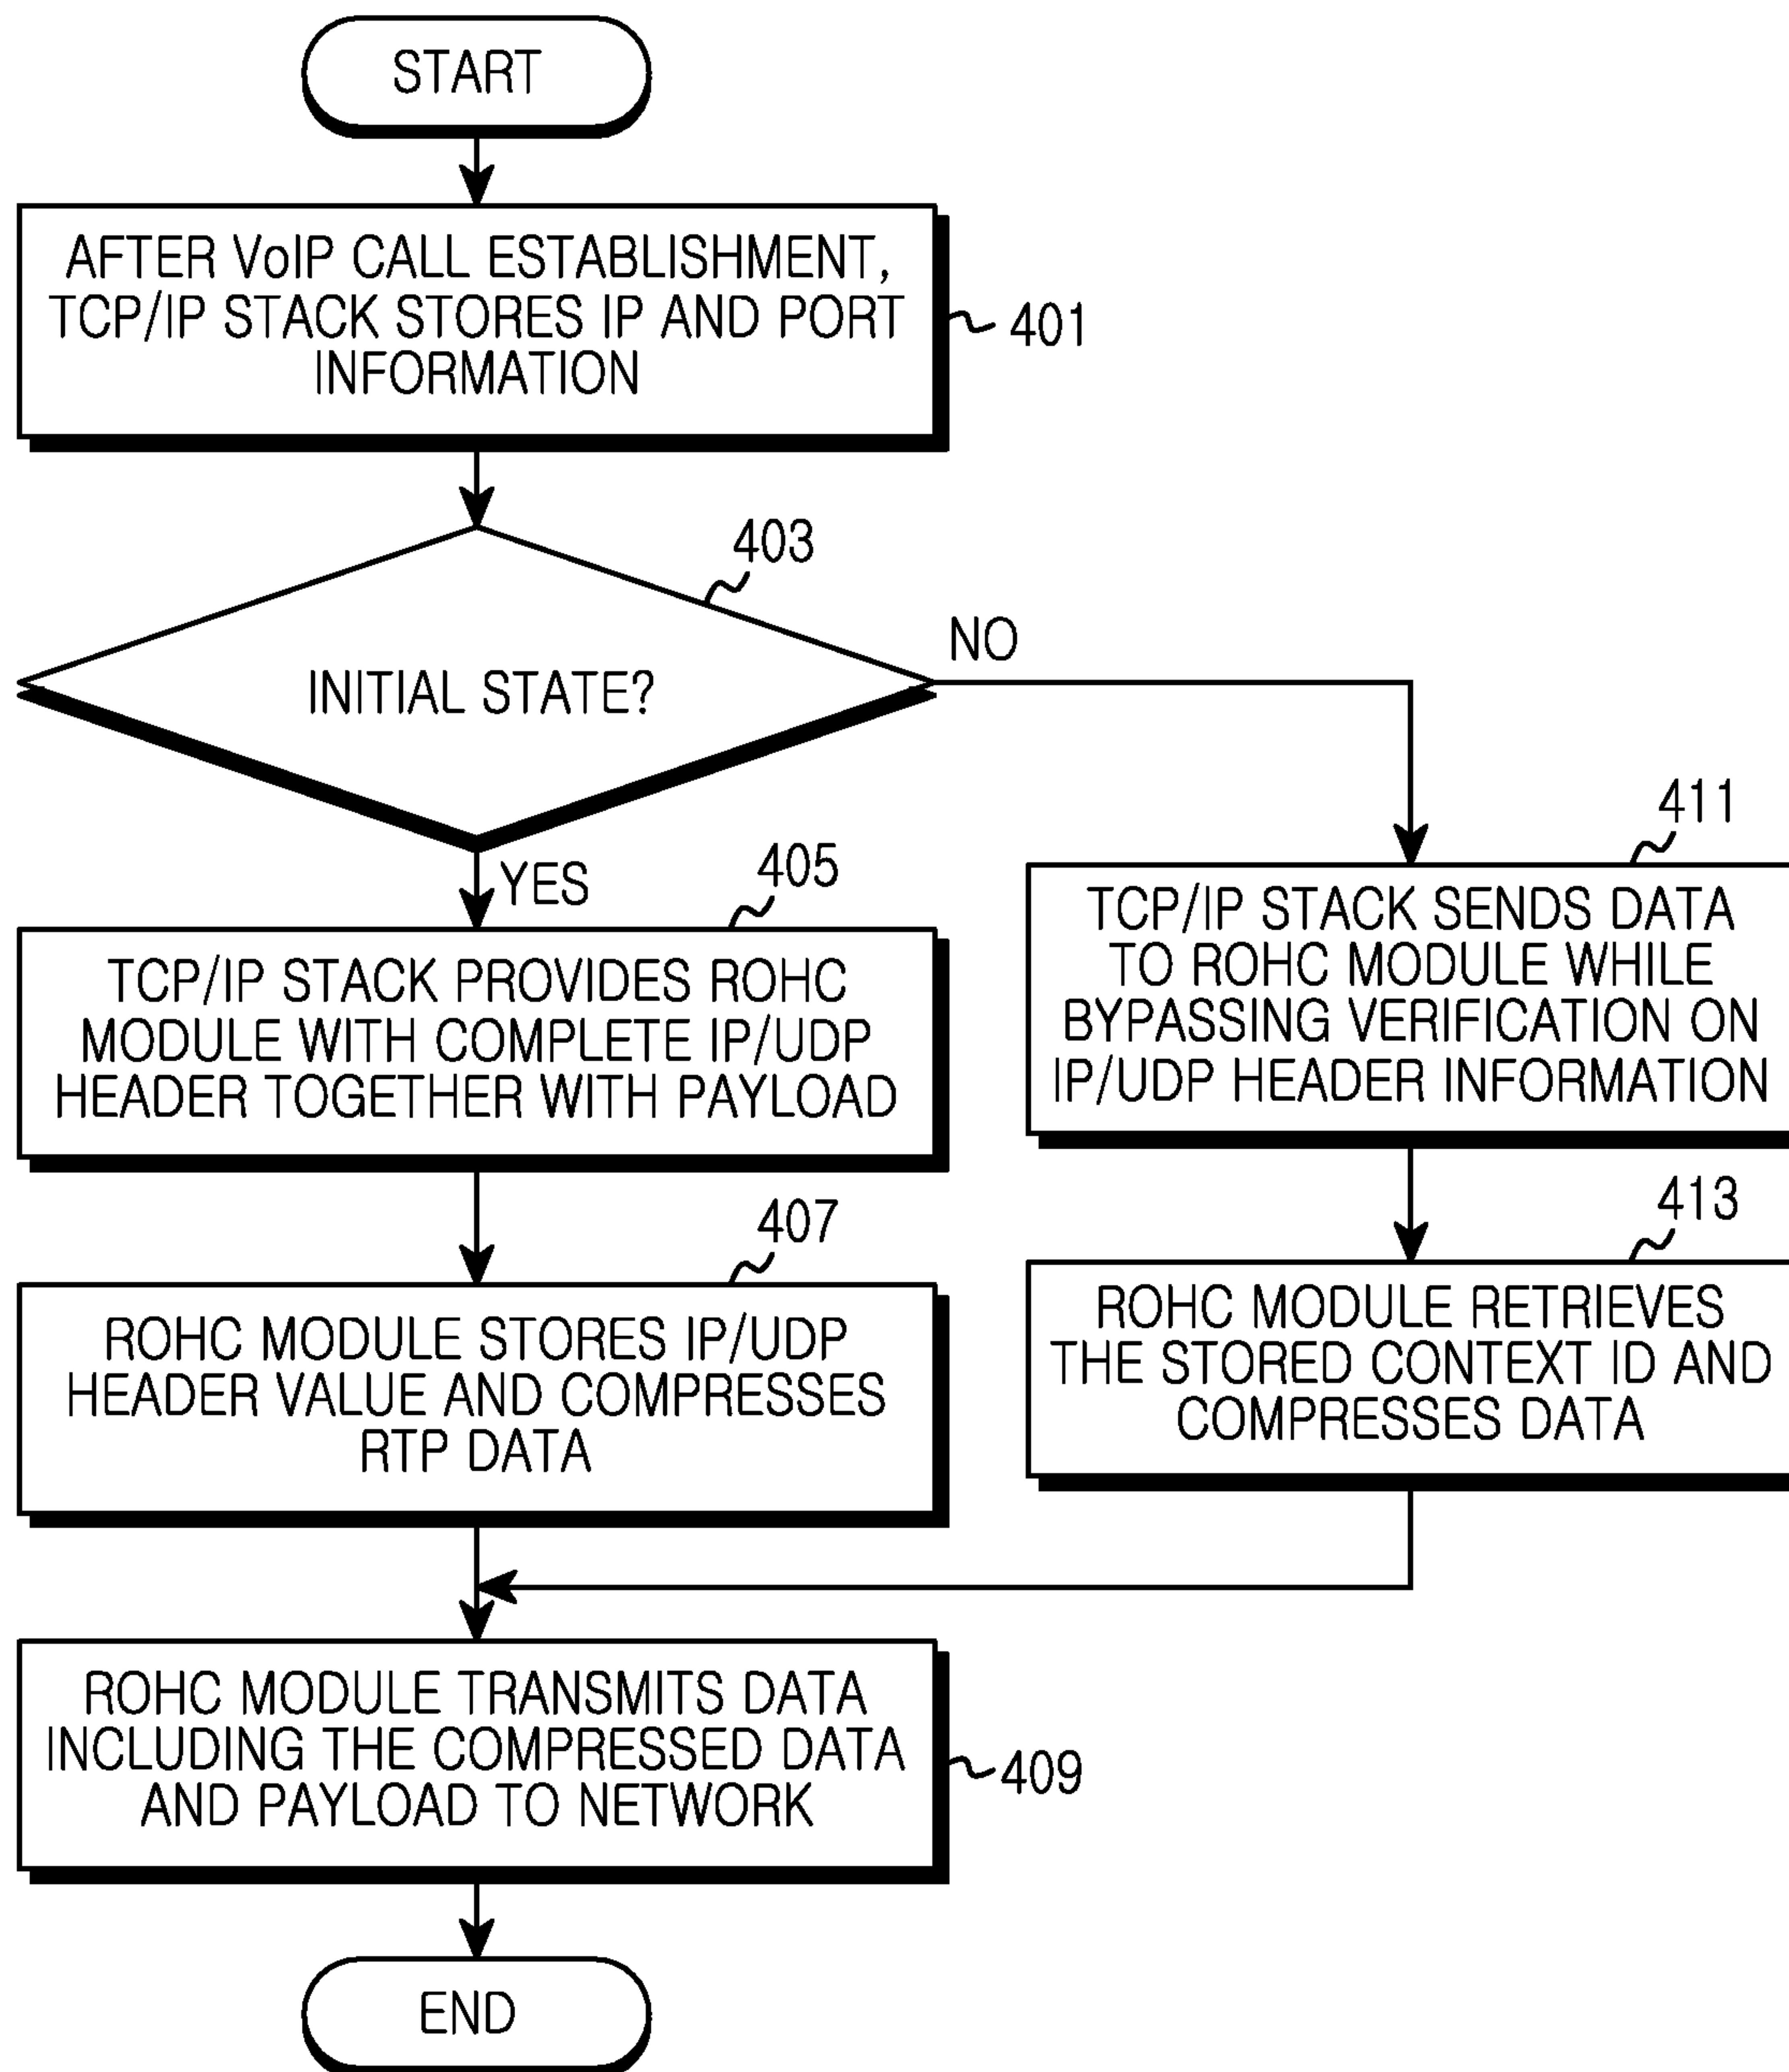 START
AFTER VoIP CALL ESTABLISHMENT,
TCP/IP STACK STORES IP AND PORT
INFORMATION
401
403
INITIAL STATE?
NO
YES
405
TCP/IP STACK PROVIDES ROHC
MODULE WITH COMPLETE IP/UDP
HEADER TOGETHER WITH PAYLOAD
411
TCP/IP STACK SENDS DATA
TO ROHC MODULE WHILE
BYPASSING VERIFICATION ON
IP/UDP HEADER INFORMATION
407
ROHC MODULE STORES IP/UDP
HEADER VALUE AND COMPRESSES
RTP DATA
413
ROHC MODULE RETRIEVES
THE STORED CONTEXT ID AND
COMPRESSES DATA
ROHC MODULE TRANSMITS DATA
INCLUDING THE COMPRESSED DATA
AND PAYLOAD TO NETWORK
409
END